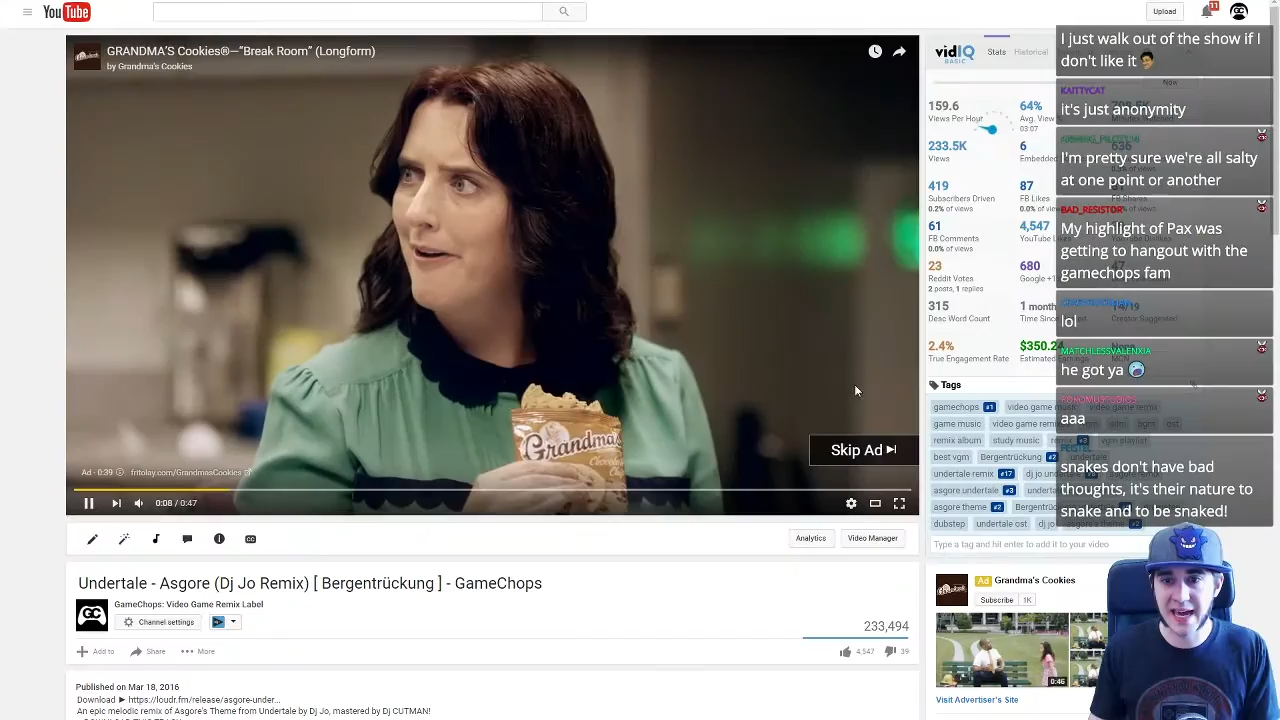 YouTube
Upload
11
GRANDMA'S Cookies®—"Break Room" (Longform)
by Grandma's Cookies
Grandma's
Skip Ad
Ad · 0:39
fritolay.com/GrandmasCookies
0:08 / 0:47
Analytics
Video Manager
Undertale - Asgore (Dj Jo Remix) [ Bergentrückung ] - GameChops
GameChops: Video Game Remix Label
Channel settings
233,494
Add to
Share
More
4,547
39
Published on Mar 18, 2016
Download ► https://loudr.fm/release/asgore-under...
An epic melodic remix of Asgore's Theme from Undertale
Dj Jo, mastered by Dj CUTMAN!
vidIQ
BASIC
Stats
Historical
159.6
Views Per Hour
64%
Avg. View
03:07
233.5K
Views
6
Embedded
419
Subscribers Driven
0.2% of views
87
FB Likes
0.0% of views
61
FB Comments
0.0% of views
4,547
YouTube
23
Reddit Votes
2 posts, 1 replies
680
Google +1
315
Desc Word Count
1 month
Time Since
2.4%
True Engagement Rate
$350.2
Estimated
Tags
gamechops #1
video game music
video game remix
game music
video game
remix album
study music
vgm playlist
best vgm
Bergentrückung #2
undertale
undertale remix #17
dj jo undertale
asgore undertale #3
asgore theme #2
dubstep
undertale ost
dj jo
Type a tag and hit enter to add it to your video
Ad Grandma's Cookies
Subscribe 1K
0:46
Visit Advertiser's Site
I just walk out of the show if I
don't like it
KAITTYCAT
it's just anonymity
I'm pretty sure we're all salty
at one point or another
BAD_RESISTOR
My highlight of Pax was
getting to hangout with the
gamechops fam
lol
MATCHLESSVALENXIA
he got ya
aaa
snakes don't have bad
thoughts, it's their nature to
snake and to be snaked!